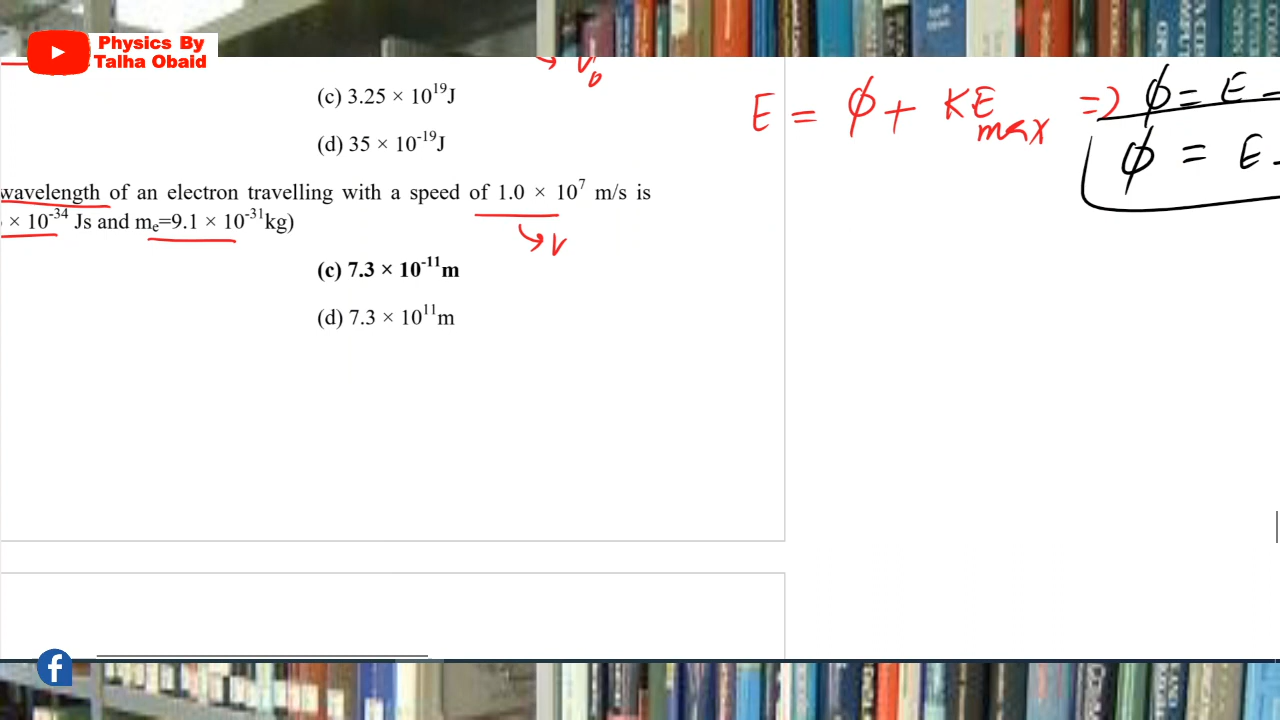 Physics By
Talha Obaid
V₀
(c) 3.25 × 10¹⁹J
(d) 35 × 10⁻¹⁹J
E = ϕ + KE max => ϕ = E -
ϕ = E -
wavelength of an electron travelling with a speed of 1.0 × 10⁷ m/s is
× 10⁻³⁴ Js and mₑ=9.1 × 10⁻³¹kg)
v
(c) 7.3 × 10⁻¹¹m
(d) 7.3 × 10¹¹m